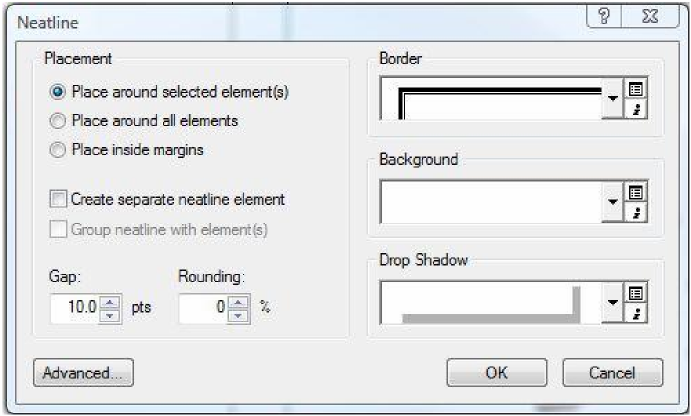 Neatline
Placement
Place around selected element(s)
Place around all elements
Place inside margins
Create separate neatline element
Group neatline with element(s)
Gap:
10.0 pts
Rounding:
0 %
Border
Background
Drop Shadow
Advanced...
OK
Cancel